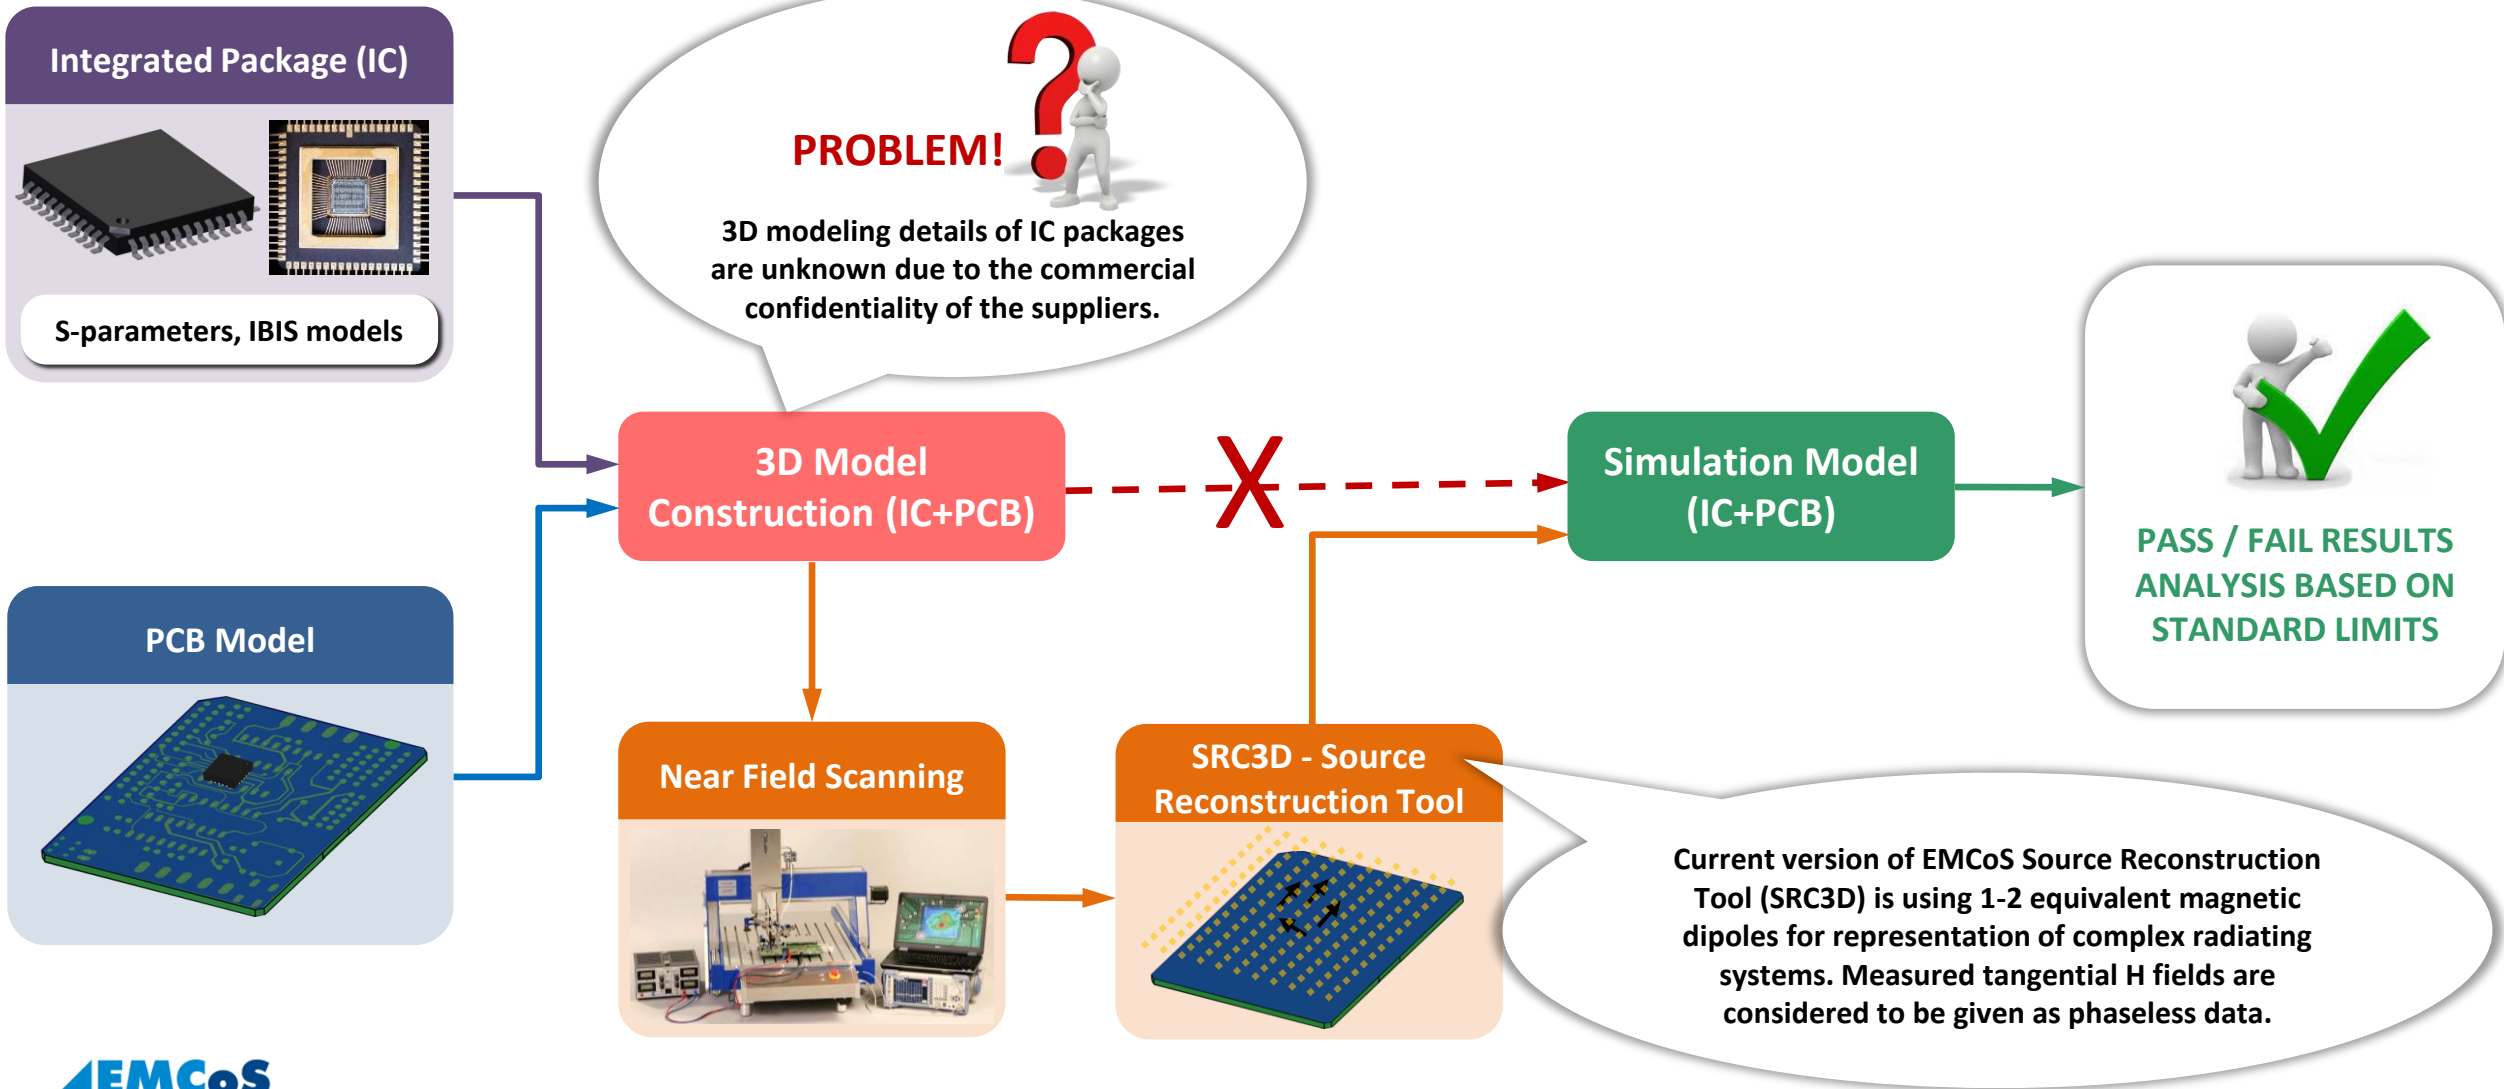 Integrated Package (IC)
S-parameters, IBIS models
PROBLEM!
3D modeling details of IC packages
are unknown due to the commercial
confidentiality of the suppliers.
3D Model
Construction (IC+PCB)
X
Simulation Model
(IC+PCB)
PASS / FAIL RESULTS
ANALYSIS BASED ON
STANDARD LIMITS
PCB Model
Near Field Scanning
SRC3D - Source
Reconstruction Tool
Current version of EMCoS Source Reconstruction
Tool (SRC3D) is using 1-2 equivalent magnetic
dipoles for representation of complex radiating
systems. Measured tangential H fields are
considered to be given as phaseless data.
EMCoS